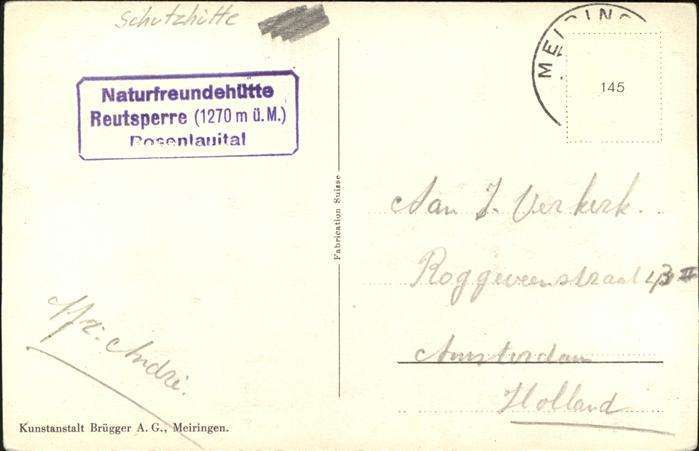 Schutzhütte
Naturfreundehütte
Reutsperre (1270 m ü.M.)
Rosenlauital
MEIRING
145
Fabrication Suisse
Aan J. Verkerk.
Roggeveenstraat 43 II
Amsterdam
Holland
André.
Kunstanstalt Brügger A. G., Meiringen.